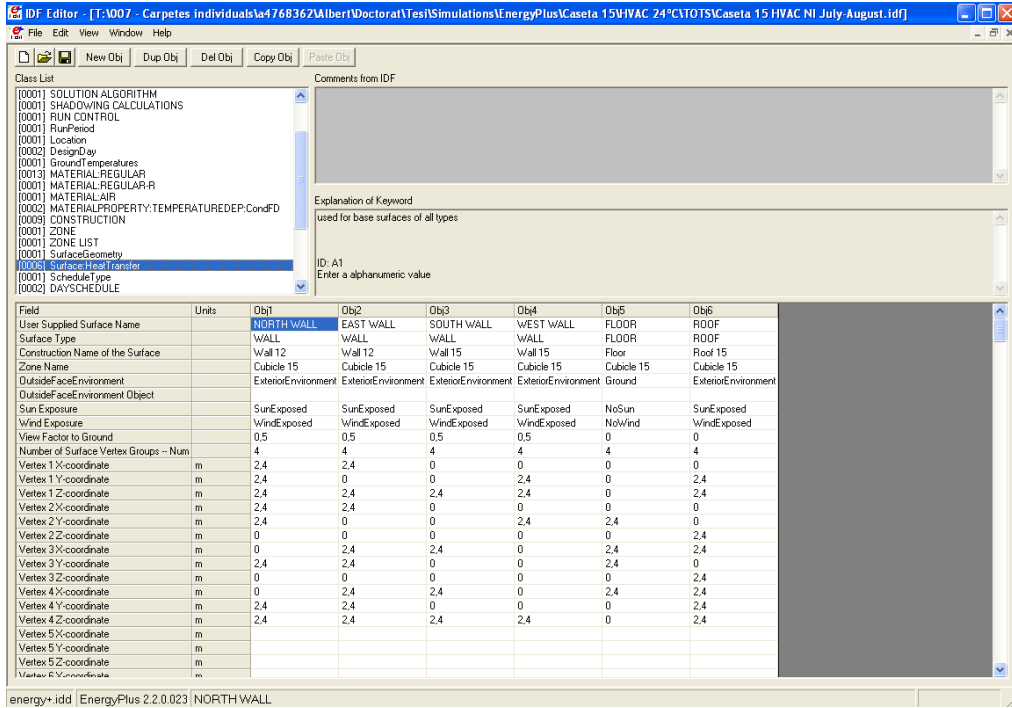 IDF Editor - [T:\007 - Carpetes individuals\a4768362\Albert\Doctorat\Tesi\Simulations\EnergyPlus\Caseta 15\HVAC 24ºC\TOTS\Caseta 15 HVAC NI July-August.idf]
File Edit View Window Help
New Obj Dup Obj Del Obj Copy Obj Paste Obj
Class List Comments from IDF
[0001] SOLUTION ALGORITHM
[0001] SHADOWING CALCULATIONS
[0001] RUN CONTROL
[0001] RunPeriod
[0001] Location
[0002] DesignDay
[0001] GroundTemperatures
[0013] MATERIAL:REGULAR
[0001] MATERIAL:REGULAR-R
[0001] MATERIAL:AIR
[0002] MATERIALPROPERTY:TEMPERATUREDEP:CondFD
[0009] CONSTRUCTION
[0001] ZONE
[0001] ZONE LIST
[0001] SurfaceGeometry
[0006] Surface:HeatTransfer
[0001] ScheduleType
[0002] DAYSCHEDULE
Explanation of Keyword
used for base surfaces of all types
ID: A1
Enter a alphanumeric value
Field Units Obj1 Obj2 Obj3 Obj4 Obj5 Obj6
User Supplied Surface Name NORTH WALL EAST WALL SOUTH WALL WEST WALL FLOOR ROOF
Surface Type WALL WALL WALL WALL FLOOR ROOF
Construction Name of the Surface Wall 12 Wall 12 Wall 15 Wall 15 Floor Roof 15
Zone Name Cubicle 15 Cubicle 15 Cubicle 15 Cubicle 15 Cubicle 15 Cubicle 15
OutsideFaceEnvironment ExteriorEnvironment ExteriorEnvironment ExteriorEnvironment ExteriorEnvironment Ground ExteriorEnvironment
OutsideFaceEnvironment Object
Sun Exposure SunExposed SunExposed SunExposed SunExposed NoSun SunExposed
Wind Exposure WindExposed WindExposed WindExposed WindExposed NoWind WindExposed
View Factor to Ground 0,5 0,5 0,5 0,5 0 0
Number of Surface Vertex Groups -- Num 4 4 4 4 4 4
Vertex 1 X-coordinate m 2,4 2,4 0 0 0 0
Vertex 1 Y-coordinate m 2,4 0 0 2,4 0 2,4
Vertex 1 Z-coordinate m 2,4 2,4 2,4 2,4 0 2,4
Vertex 2 X-coordinate m 2,4 2,4 0 0 0 0
Vertex 2 Y-coordinate m 2,4 0 0 2,4 2,4 0
Vertex 2 Z-coordinate m 0 0 0 0 0 2,4
Vertex 3 X-coordinate m 0 2,4 2,4 0 2,4 2,4
Vertex 3 Y-coordinate m 2,4 2,4 0 0 2,4 0
Vertex 3 Z-coordinate m 0 0 0 0 0 2,4
Vertex 4 X-coordinate m 0 2,4 2,4 0 2,4 2,4
Vertex 4 Y-coordinate m 2,4 2,4 0 0 0 2,4
Vertex 4 Z-coordinate m 2,4 2,4 2,4 2,4 0 2,4
Vertex 5 X-coordinate m
Vertex 5 Y-coordinate m
Vertex 5 Z-coordinate m
Vertex 6 X-coordinate m
energy+.idd EnergyPlus 2.2.0.023 NORTH WALL